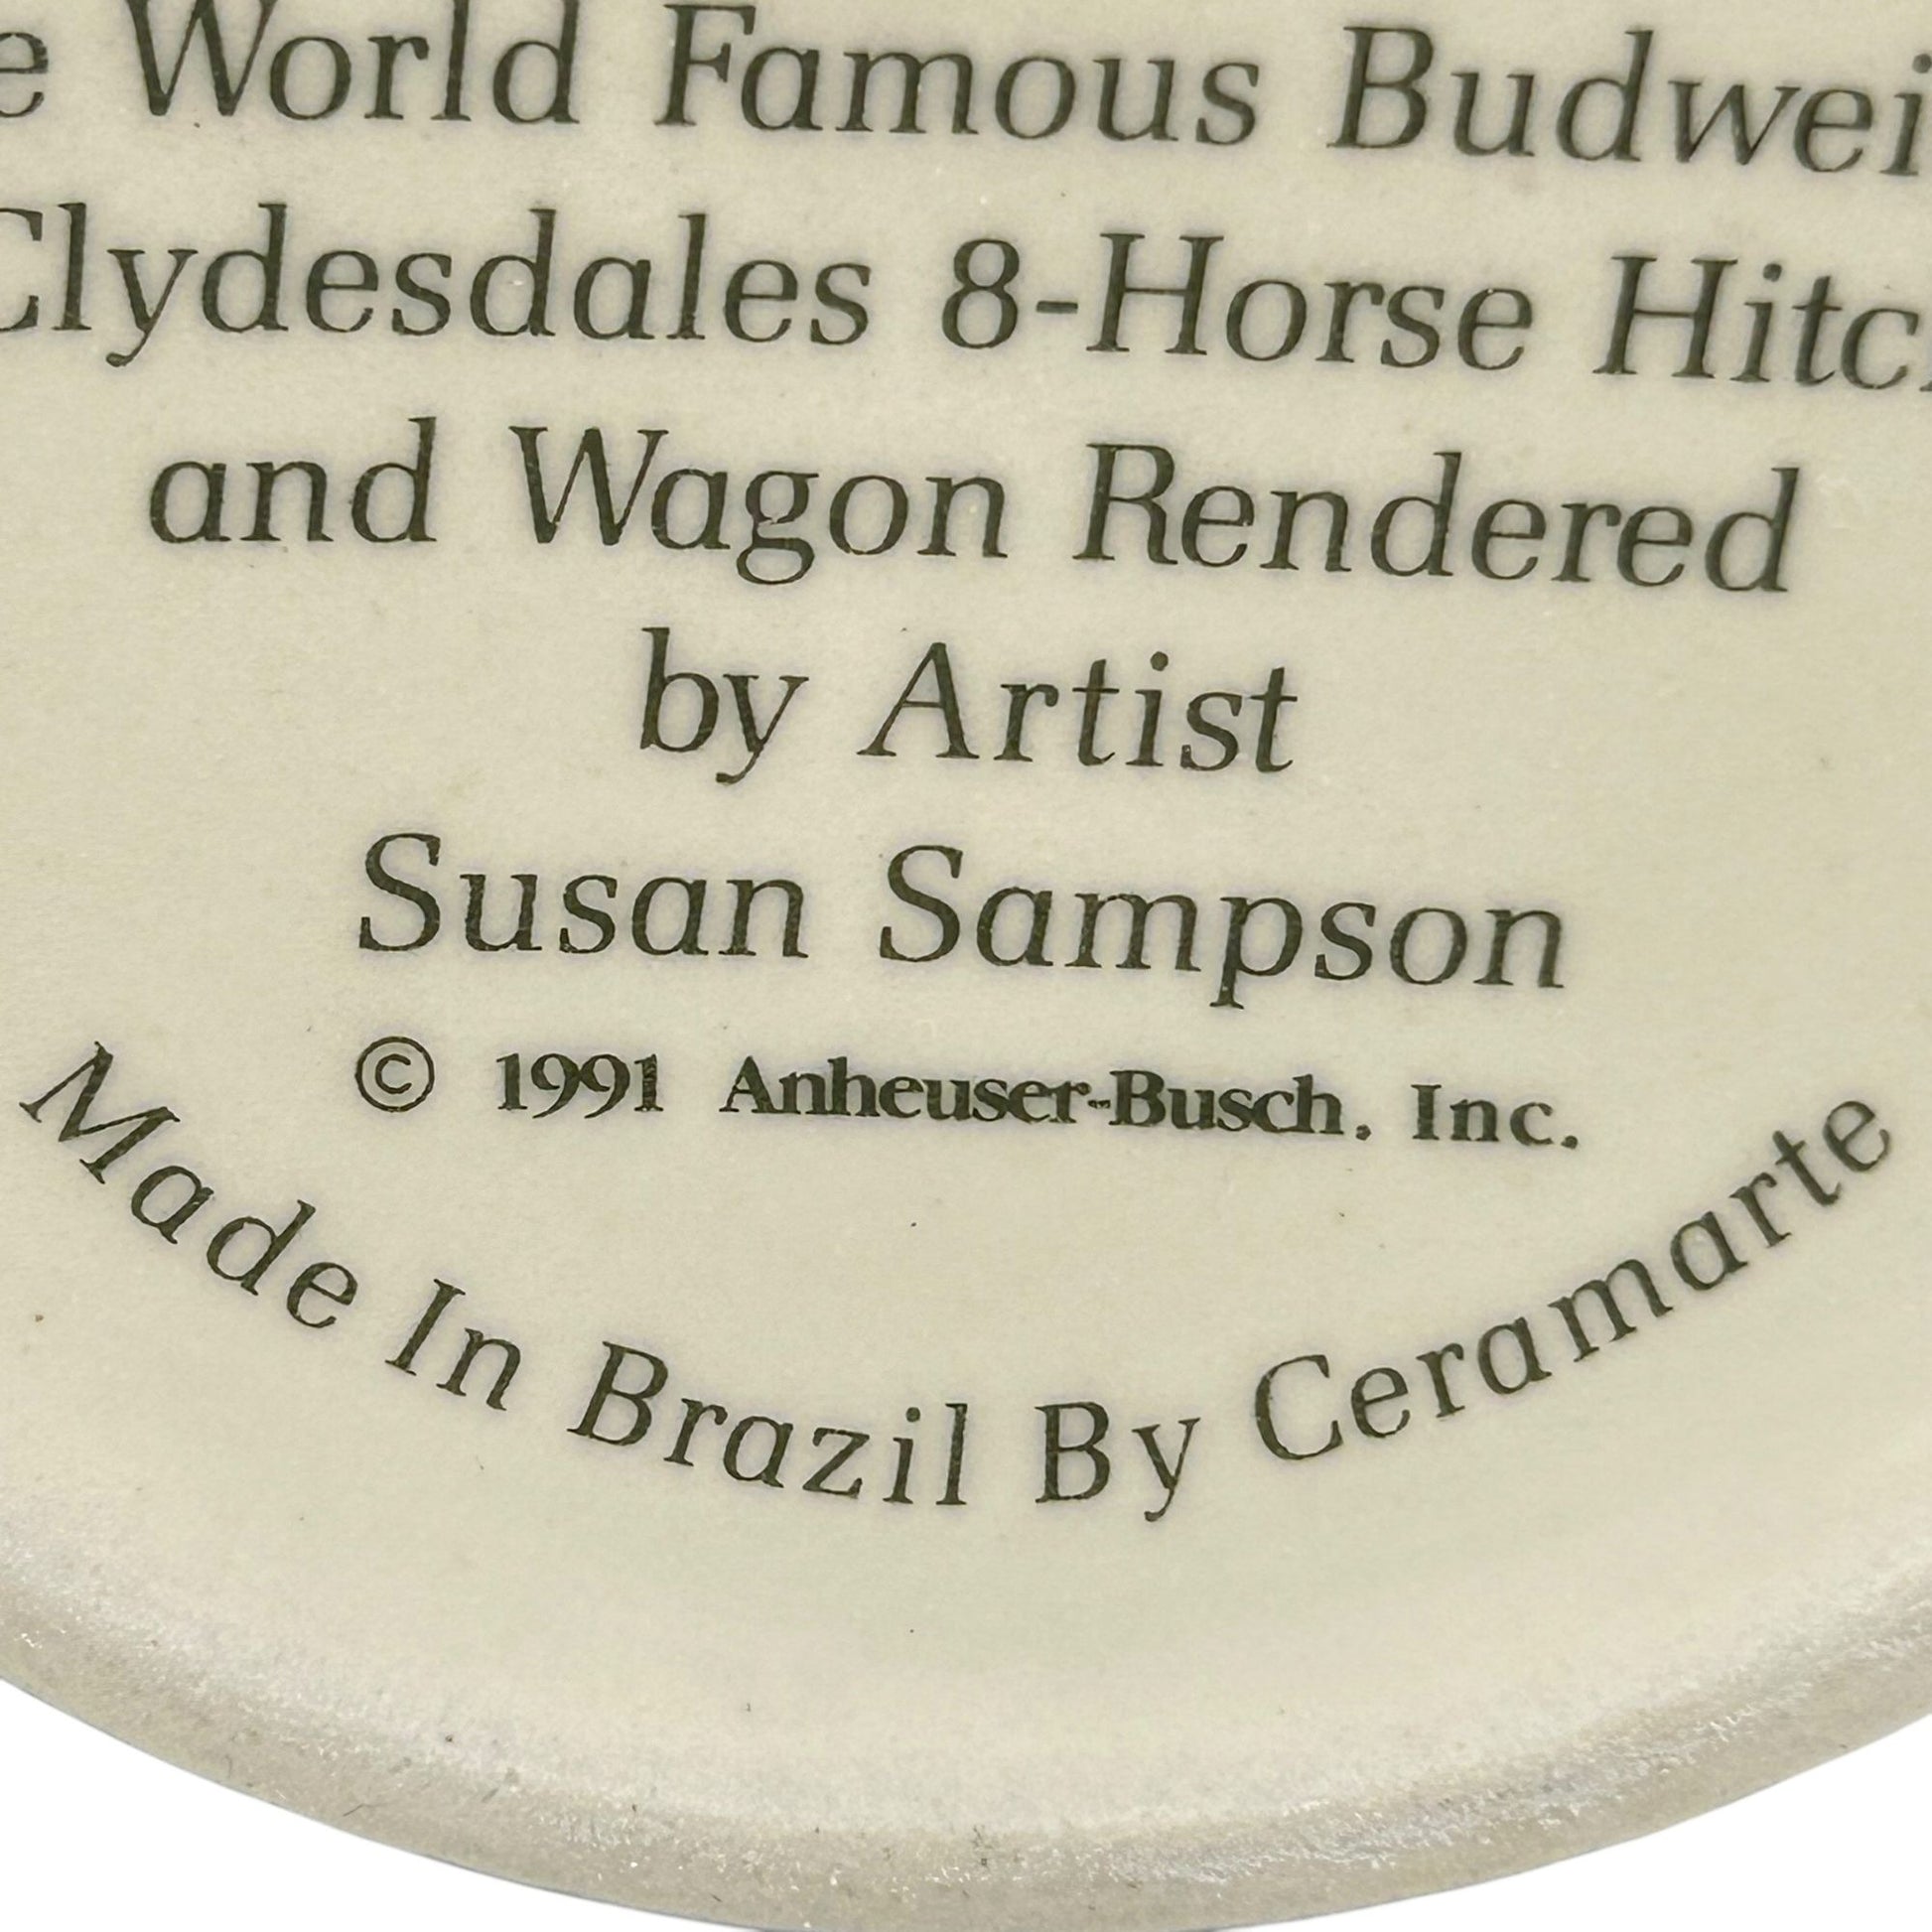 e World Famous Budwei
Clydesdales 8-Horse Hitc
and Wagon Rendered
by Artist
Susan Sampson
© 1991 Anheuser-Busch, Inc.
Made In Brazil By Ceramarte